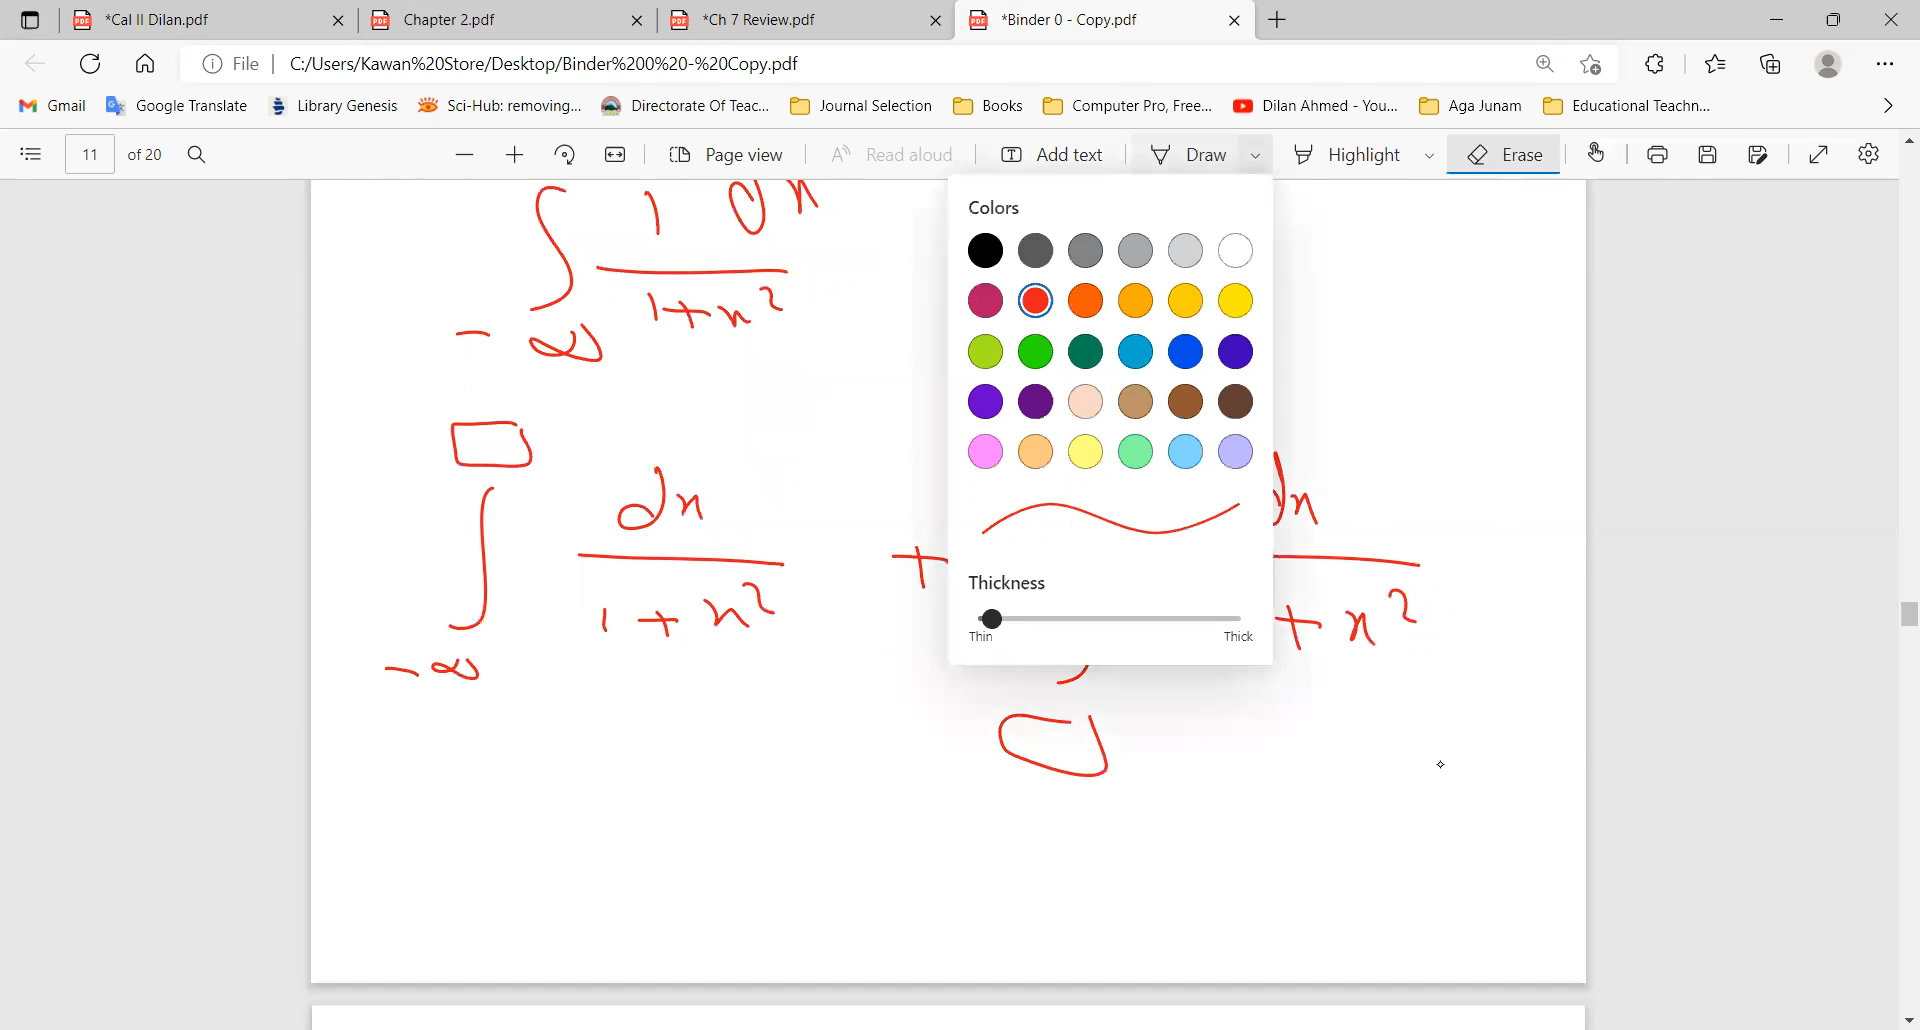 *Cal II Dilan.pdf
Chapter 2.pdf
*Ch 7 Review.pdf
*Binder 0 - Copy.pdf
File
C:/Users/Kawan%20Store/Desktop/Binder%200%20-%20Copy.pdf
Gmail
Google Translate
Library Genesis
Sci-Hub: removing...
Directorate Of Teac...
Journal Selection
Books
Computer Pro, Free...
Dilan Ahmed - You...
Aga Junam
Educational Teachn...
11 of 20
Page view
Read aloud
Add text
Draw
Highlight
Erase
Colors
Thickness
Thin Thick
∫ 1 dx
1+x²
- ∞
∫ dx + dx
1 + x² + x²
- ∞